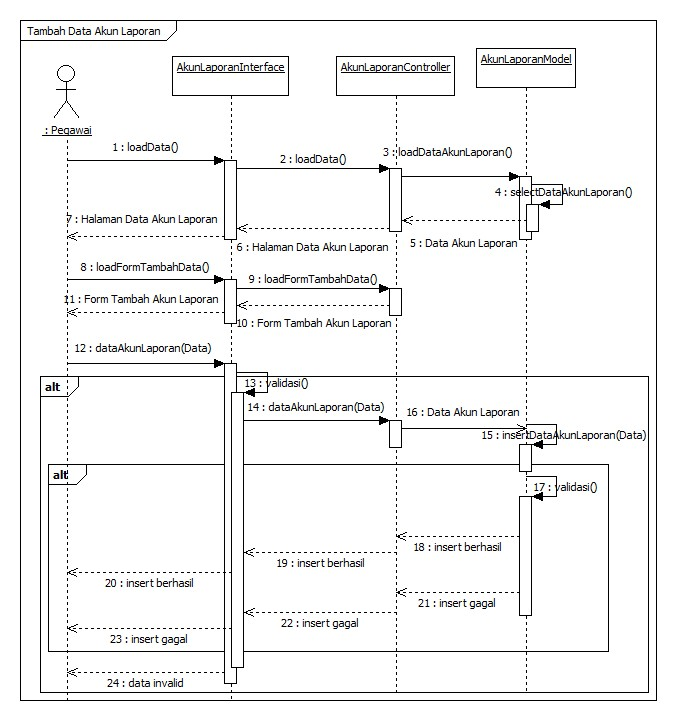 Tambah Data Akun Laporan
AkunLaporanInterface
AkunLaporanController
AkunLaporanModel
: Pegawai
1 : loadData()
2 : loadData()
3 : loadDataAkunLaporan()
4 : selectDataAkunLaporan()
5 : Data Akun Laporan
6 : Halaman Data Akun Laporan
7 : Halaman Data Akun Laporan
8 : loadFormTambahData()
9 : loadFormTambahData()
10 : Form Tambah Akun Laporan
11 : Form Tambah Akun Laporan
12 : dataAkunLaporan(Data)
alt
13 : validasi()
14 : dataAkunLaporan(Data)
16 : Data Akun Laporan
15 : insertDataAkunLaporan(Data)
alt
17 : validasi()
18 : insert berhasil
19 : insert berhasil
20 : insert berhasil
21 : insert gagal
22 : insert gagal
23 : insert gagal
24 : data invalid